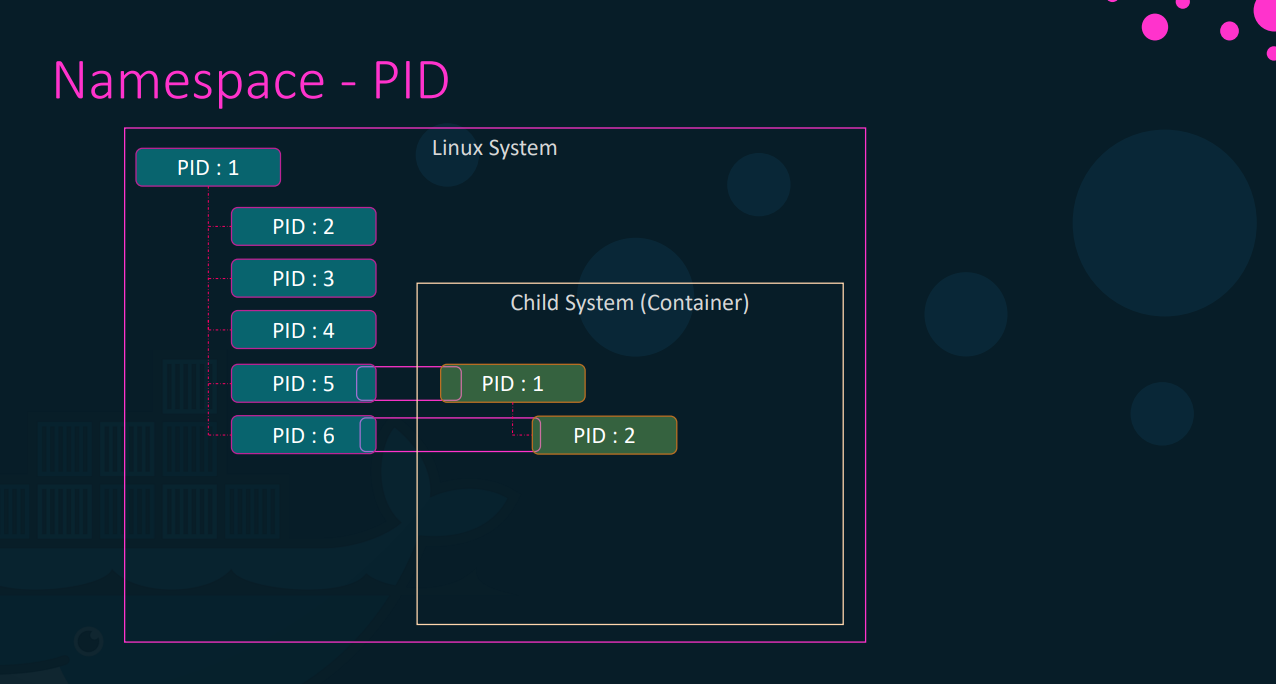 Namespace - PID
Linux System
PID : 1
PID : 2
PID : 3
PID : 4
Child System (Container)
PID : 5
PID : 1
PID : 6
PID : 2